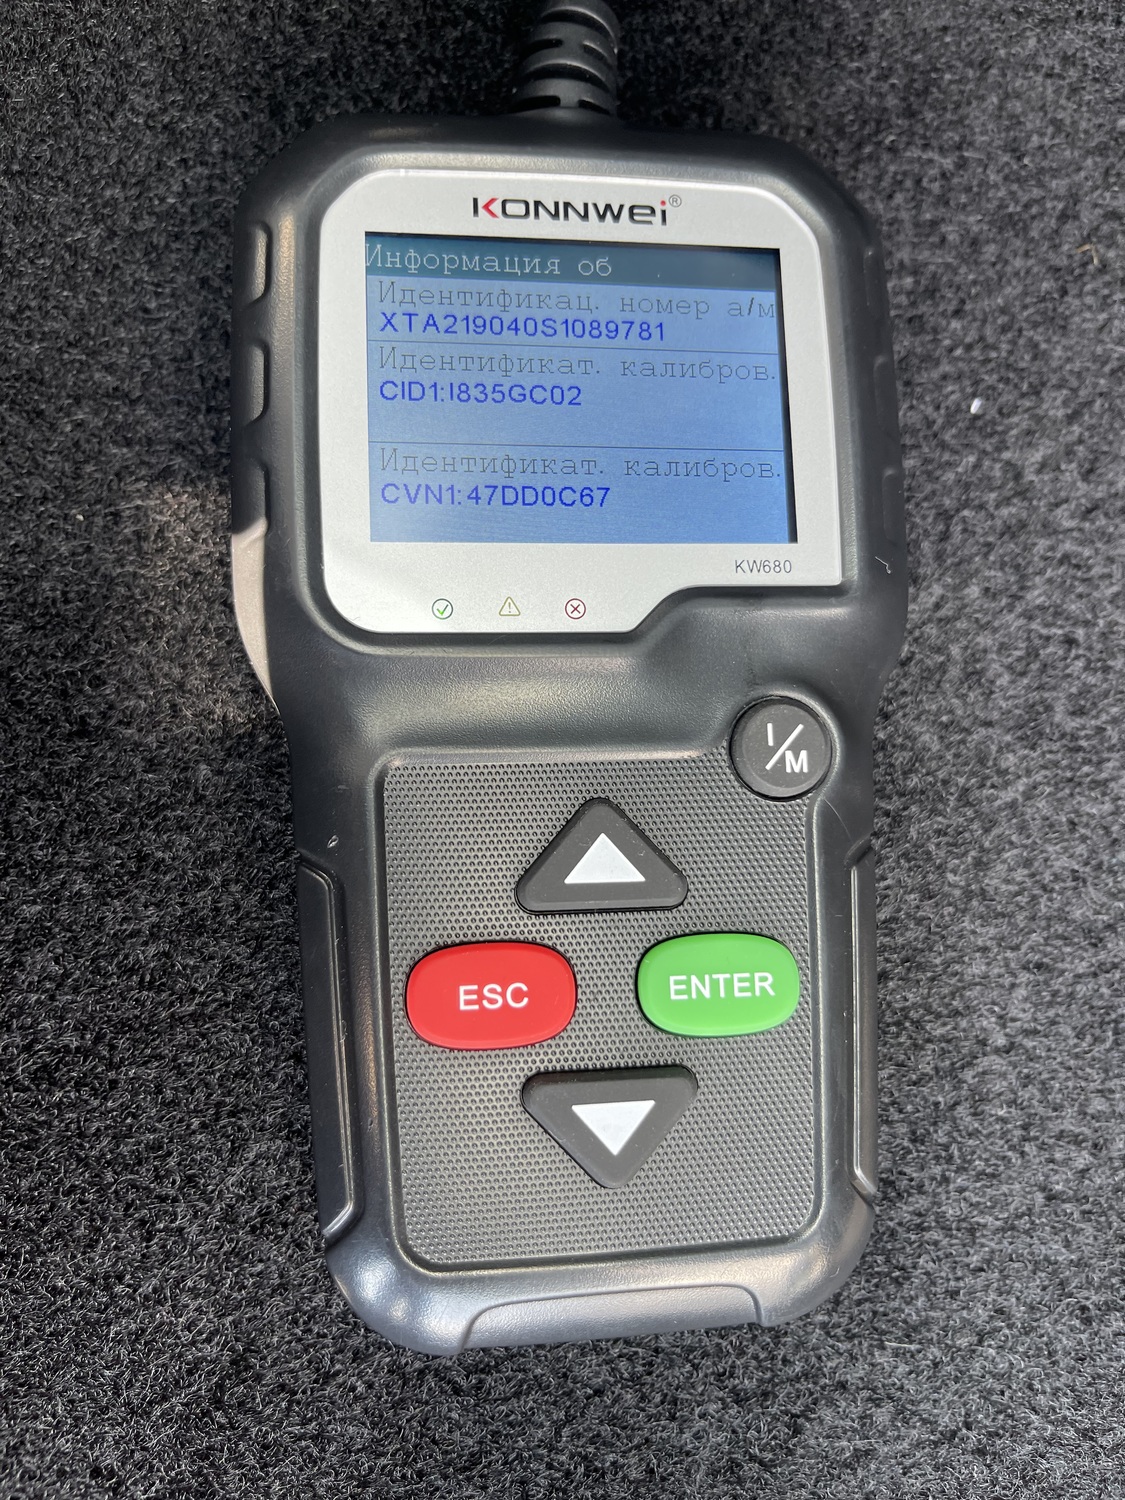 KONNWEI®
Информация об
Идентификац. номер а/м
XTA219040S1089781
Идентификат. калибров.
CID1:I835GC02
Идентификат. калибров.
CVN1:47DD0C67
KW680
I/M
ESC
ENTER